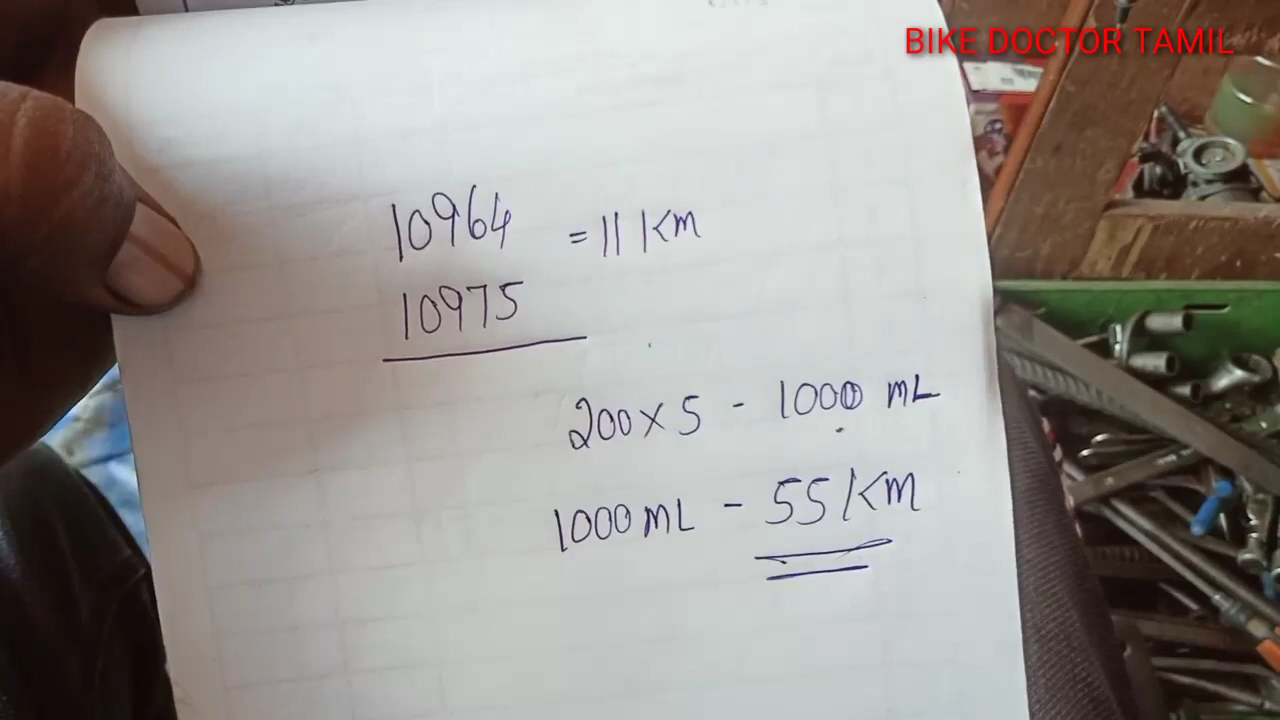 BIKE DOCTOR TAMIL
10964 = 11 Km
10975
200 x 5 - 1000 mL
1000 mL - 55 Km